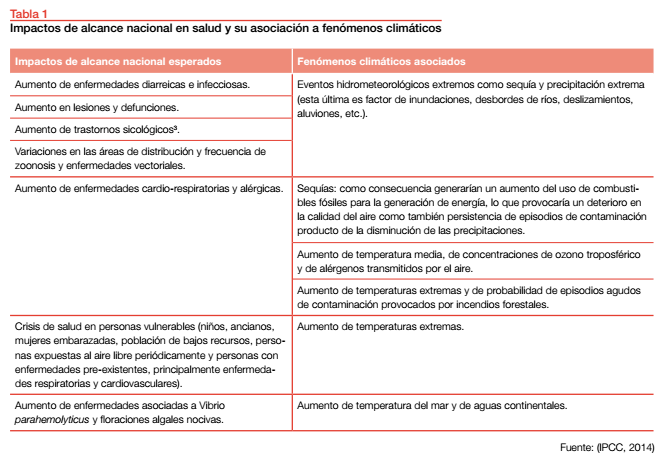 Tabla 1
Impactos de alcance nacional en salud y su asociación a fenómenos climáticos
Impactos de alcance nacional esperados
Fenómenos climáticos asociados
Aumento de enfermedades diarreicas e infecciosas.
Aumento en lesiones y defunciones.
Aumento de trastornos sicológicos³.
Variaciones en las áreas de distribución y frecuencia de
zoonosis y enfermedades vectoriales.
Eventos hidrometeorológicos extremos como sequía y precipitación extrema
(esta última es factor de inundaciones, desbordes de ríos, deslizamientos,
aluviones, etc.).
Aumento de enfermedades cardio-respiratorias y alérgicas.
Sequías: como consecuencia generarían un aumento del uso de combusti-
bles fósiles para la generación de energía, lo que provocaría un deterioro en
la calidad del aire como también persistencia de episodios de contaminación
producto de la disminución de las precipitaciones.
Aumento de temperatura media, de concentraciones de ozono troposférico
y de alérgenos transmitidos por el aire.
Aumento de temperaturas extremas y de probabilidad de episodios agudos
de contaminación provocados por incendios forestales.
Crisis de salud en personas vulnerables (niños, ancianos,
mujeres embarazadas, población de bajos recursos, perso-
nas expuestas al aire libre periódicamente y personas con
enfermedades pre-existentes, principalmente enfermeda-
des respiratorias y cardiovasculares).
Aumento de temperaturas extremas.
Aumento de enfermedades asociadas a Vibrio
parahemolyticus y floraciones algales nocivas.
Aumento de temperatura del mar y de aguas continentales.
Fuente: (IPCC, 2014)